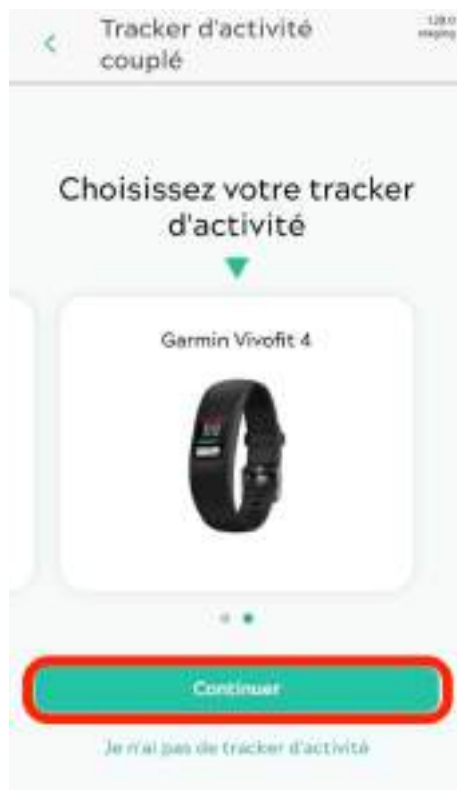 Tracker d'activité
couplé
Choisissez votre tracker
d'activité
Garmin Vivofit 4
Continuer
Je n'ai pas de tracker d'activité